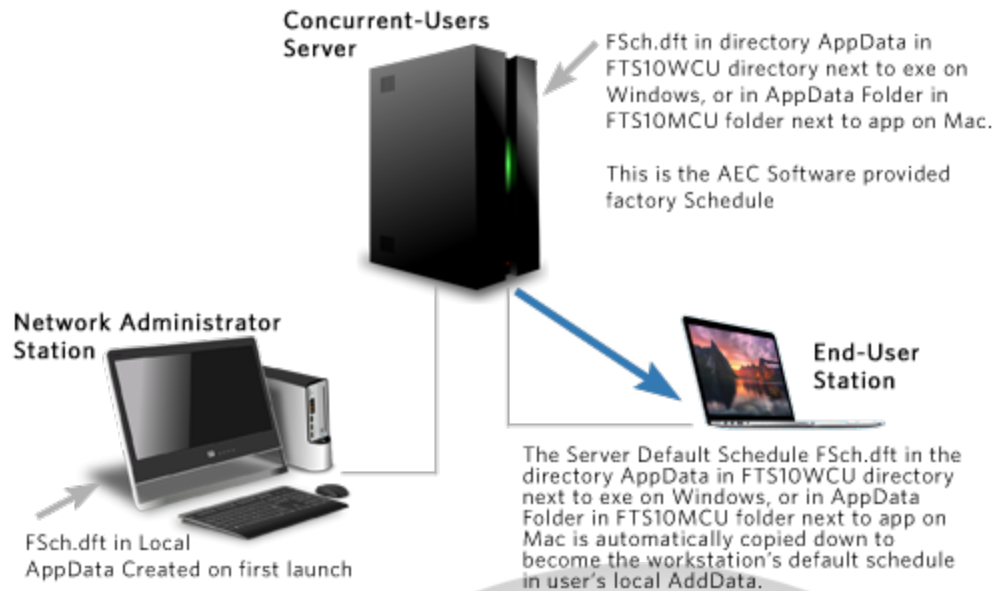 Concurrent-Users
Server
FSch.dft in directory AppData in
FTS10WCU directory next to exe on
Windows, or in AppData Folder in
FTS10MCU folder next to app on Mac.
This is the AEC Software provided
factory Schedule
Network Administrator
Station
End-User
Station
The Server Default Schedule FSch.dft in the
directory AppData in FTS10WCU directory
next to exe on Windows, or in AppData
Folder in FTS10MCU folder next to app on
Mac is automatically copied down to
become the workstation's default schedule
in user's local AddData.
FSch.dft in Local
AppData Created on first launch